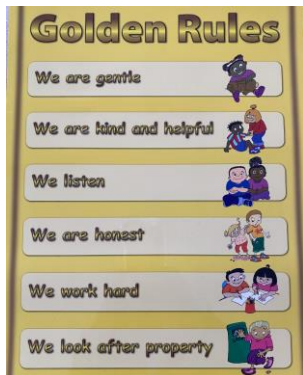 Golden Rules
We are gentle
We are kind and helpful
We listen
We are honest
We work hard
We look after property